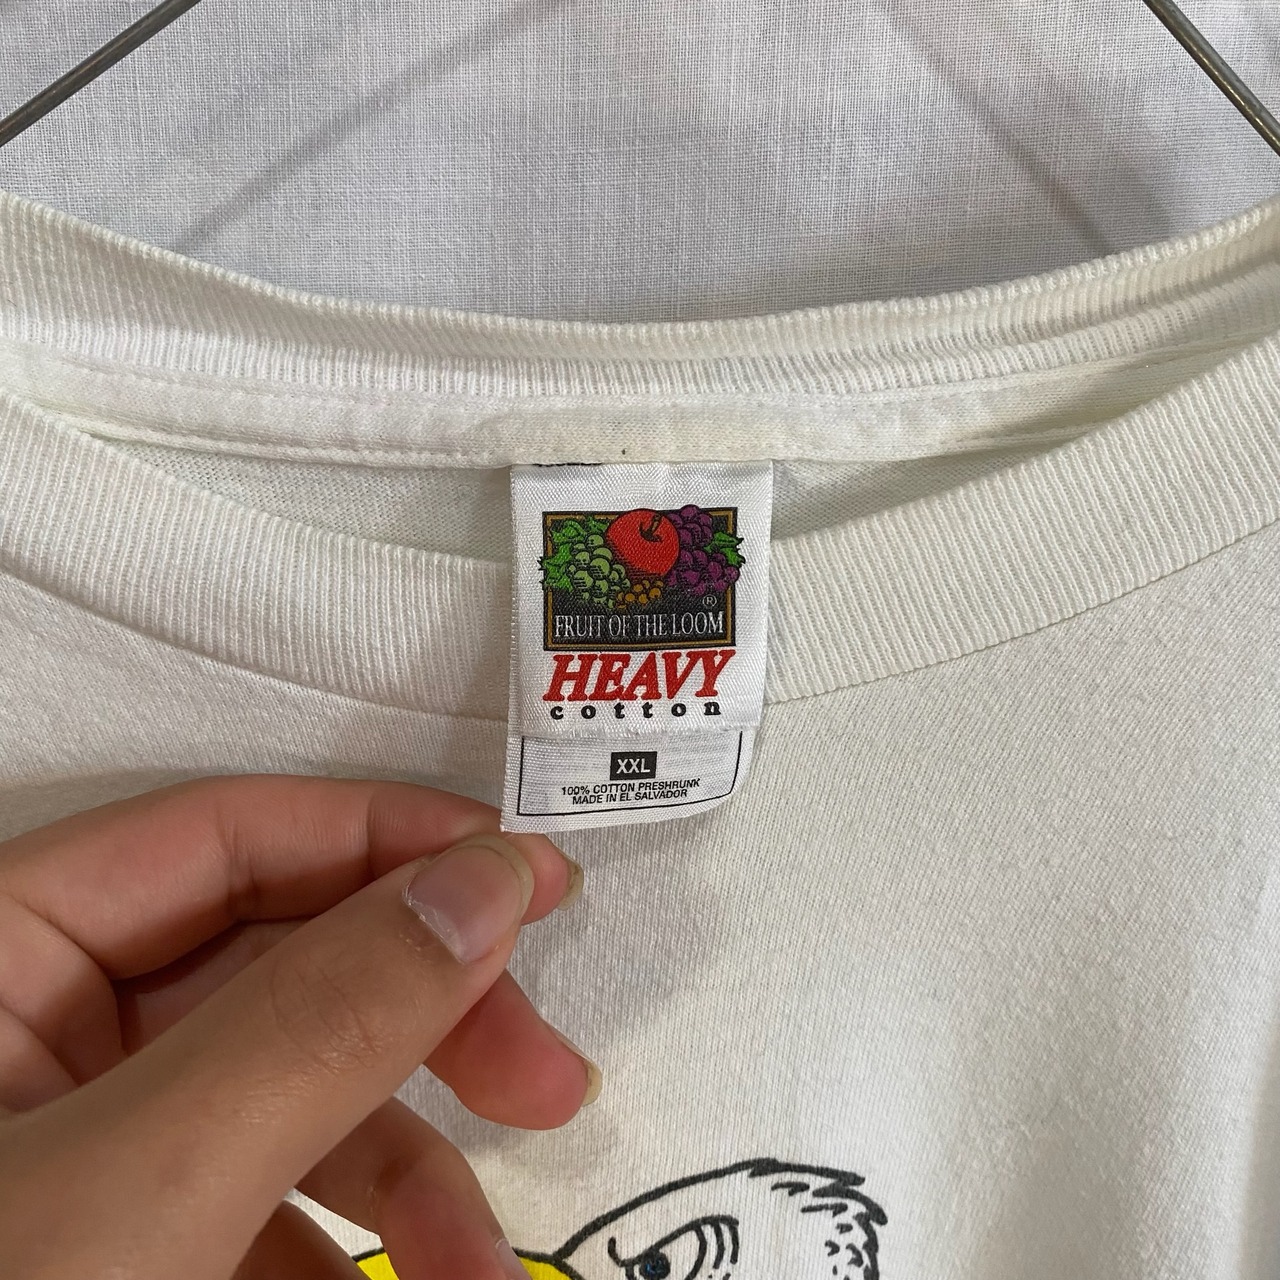 ®
FRUIT OF THE LOOM
HEAVY
cotton
XXL
100% COTTON PRESHRUNK
MADE IN EL SALVADOR